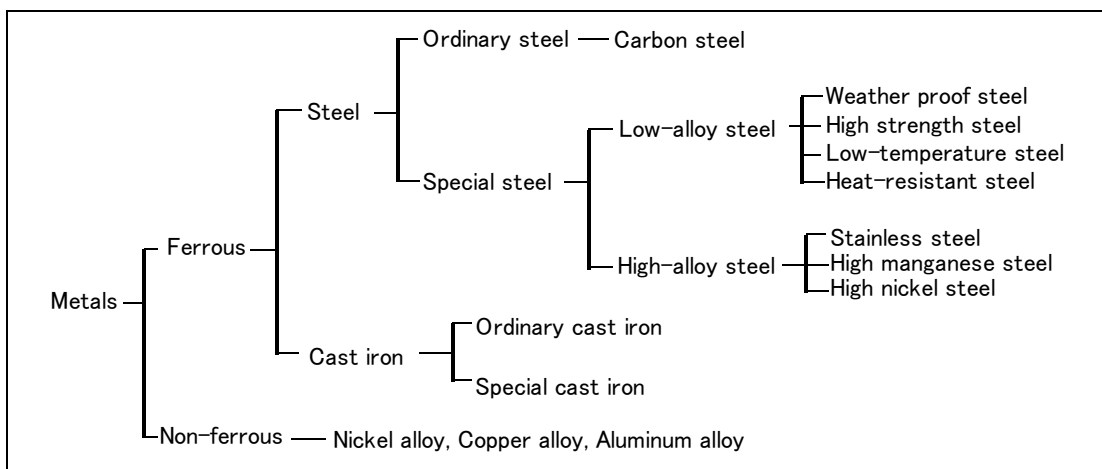 Ordinary steel
Carbon steel
Weather proof steel
Steel
High strength steel
Low-alloy steel
Low-temperature steel
Special steel
Heat-resistant steel
Ferrous
Stainless steel
High-alloy steel
High manganese steel
High nickel steel
Metals
Ordinary cast iron
Cast iron
Special cast iron
Non-ferrous
Nickel alloy, Copper alloy, Aluminum alloy